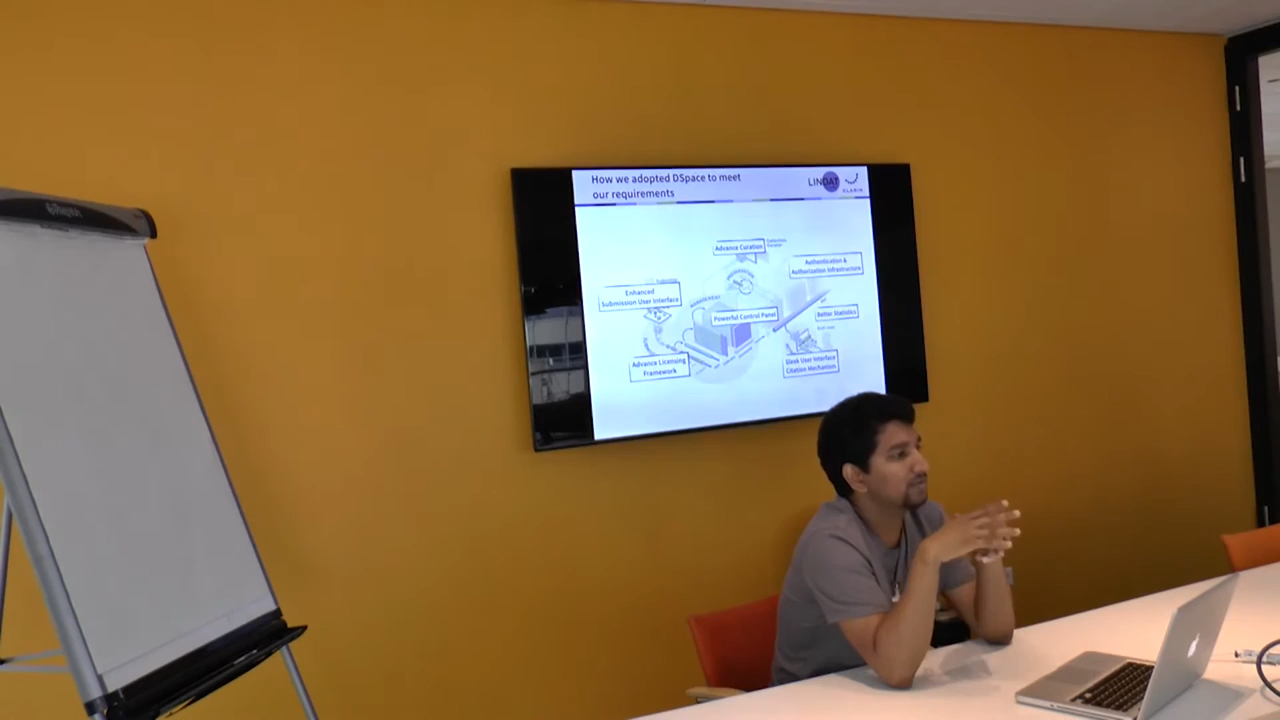 How we adopted DSpace to meet
our requirements
LINDAT
CLARIN
Advance Curation
Authentication &
Authorization Infrastructure
Enhanced
Submission User Interface
MANAGEMENT
Powerful Control Panel
Better Statistics
Advance Licensing
Framework
Sleek User Interface
Citation Mechanism